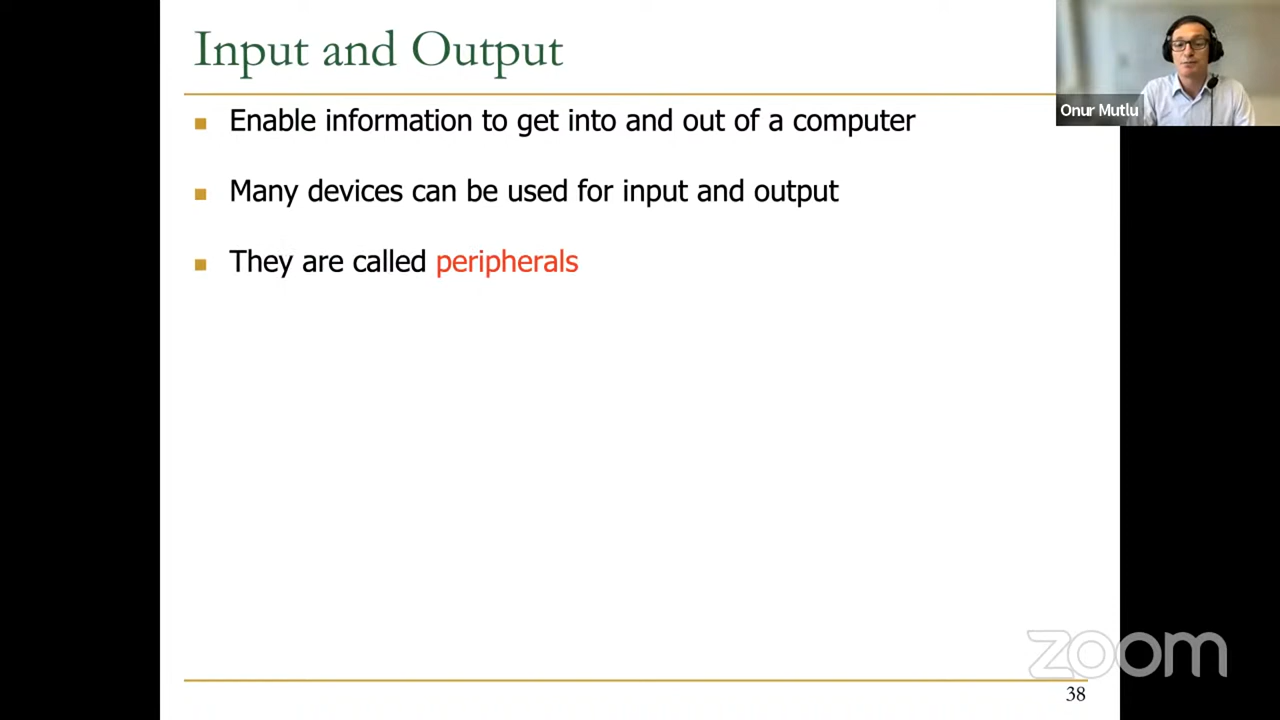 Input and Output
Onur Mutlu
Enable information to get into and out of a computer
Many devices can be used for input and output
They are called peripherals
zoom
38